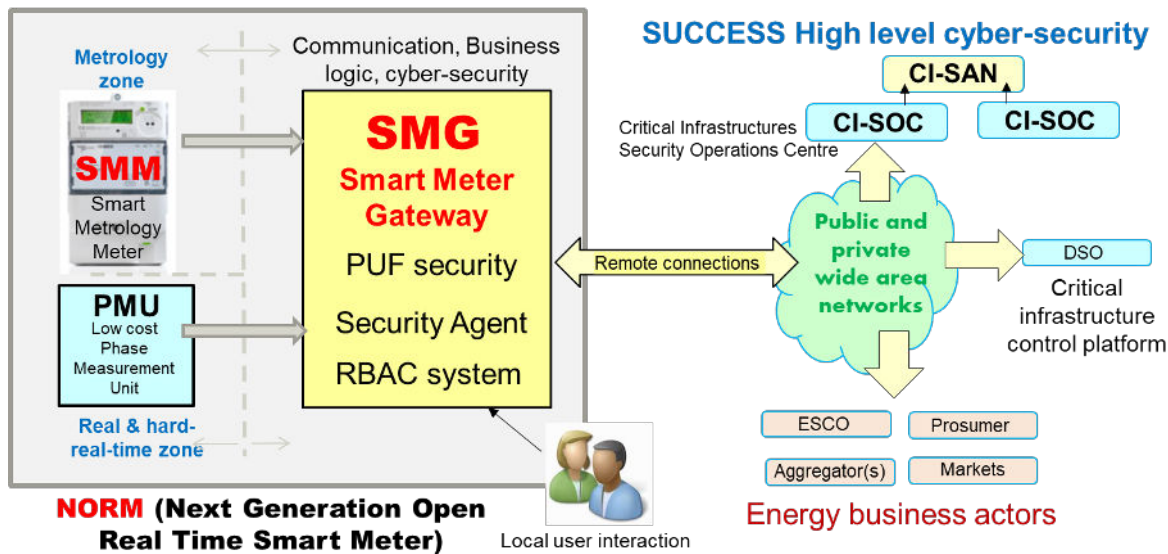 Metrology
zone
SMM
Smart
Metrology
Meter
PMU
Low cost
Phase
Measurement
Unit
Real & hard-
real-time zone
Communication, Business
logic, cyber-security
SMG
Smart Meter
Gateway
PUF security
Security Agent
RBAC system
NORM (Next Generation Open
Real Time Smart Meter)
Local user interaction
Remote connections
SUCCESS High level cyber-security
CI-SAN
CI-SOC
CI-SOC
Critical Infrastructures
Security Operations Centre
Public and
private
wide area
networks
DSO
Critical
infrastructure
control platform
ESCO
Prosumer
Aggregator(s)
Markets
Energy business actors